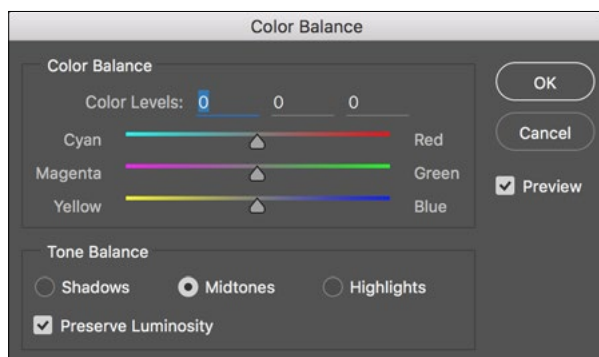 Color Balance
Color Balance
Color Levels: 0 0 0
Cyan Red
Magenta Green
Yellow Blue
OK
Cancel
Preview
Tone Balance
Shadows Midtones Highlights
Preserve Luminosity